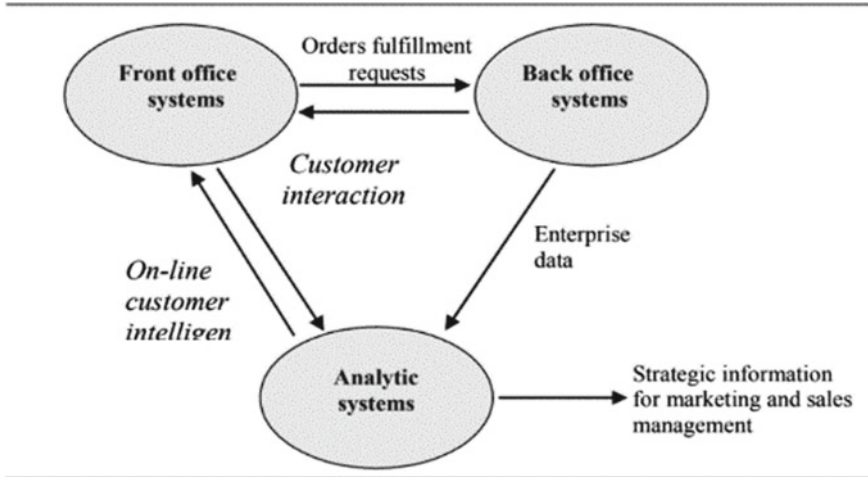 Front office
systems
Orders fulfillment
requests
Back office
systems
Customer
interaction
Enterprise
data
On-line
customer
intelligen
Analytic
systems
Strategic information
for marketing and sales
management